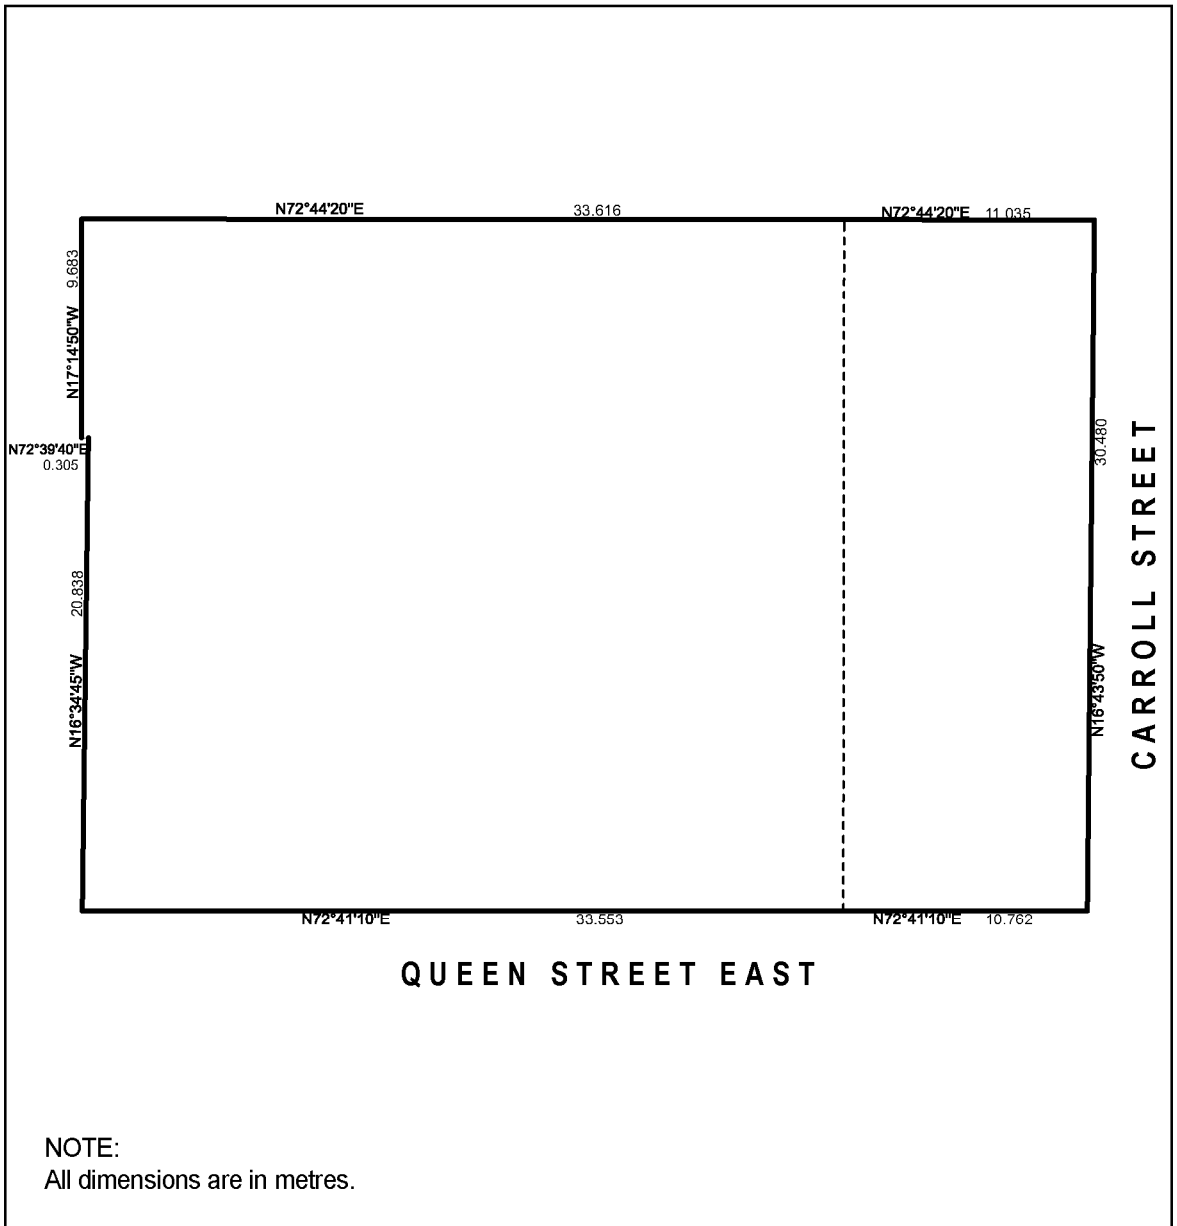 N72°44'20"E 33.616
N72°44'20"E 11.035
9.683
N17°14'50"W
N72°39'40"E
0.305
20.838
N16°34'45"W
30.480
N16°43'50"W
CARROLL STREET
N72°41'10"E 33.553
N72°41'10"E 10.762
QUEEN STREET EAST
NOTE:
All dimensions are in metres.